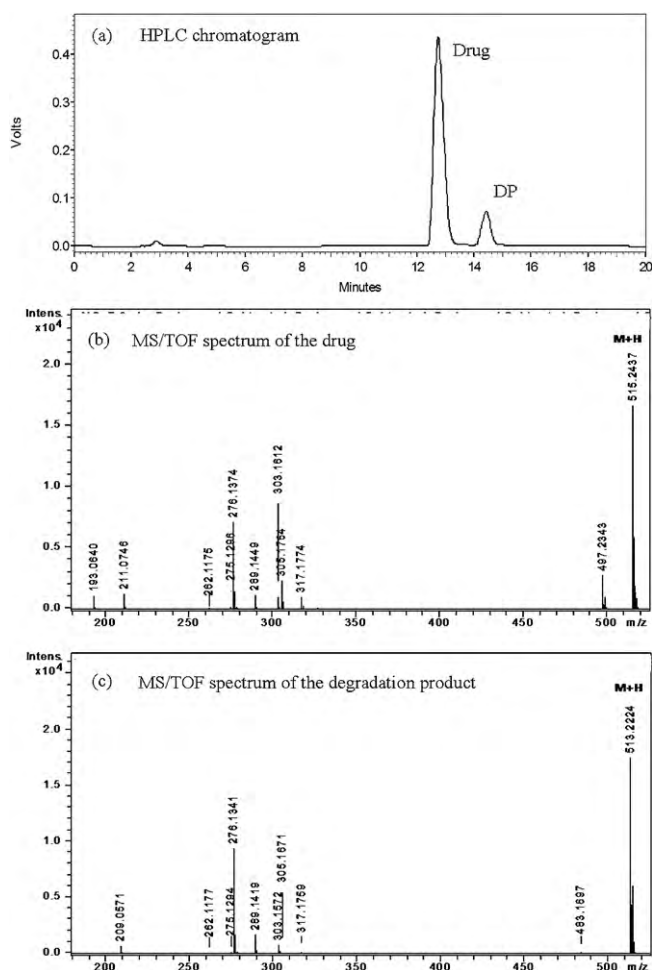 (a) HPLC chromatogram
Drug
DP
Volts
0.4
0.3
0.2
0.1
0.0
0 2 4 6 8 10 12 14 16 18 20
Minutes
Intens.
x10⁴
(b) MS/TOF spectrum of the drug
M+H
515.2437
2.0
1.5
1.0
0.5
0.0
193.0640
211.0746
262.1175
275.1286
276.1374
289.1449
303.1612
305.1764
317.1774
497.2343
200 250 300 350 400 450 500 m/z
Intens.
x10⁴
(c) MS/TOF spectrum of the degradation product
M+H
513.2224
2.0
1.5
1.0
0.5
0.0
209.0571
262.1177
275.1294
276.1341
289.1419
303.1572
305.1671
317.1759
483.1697
200 250 300 350 400 450 500 m/z